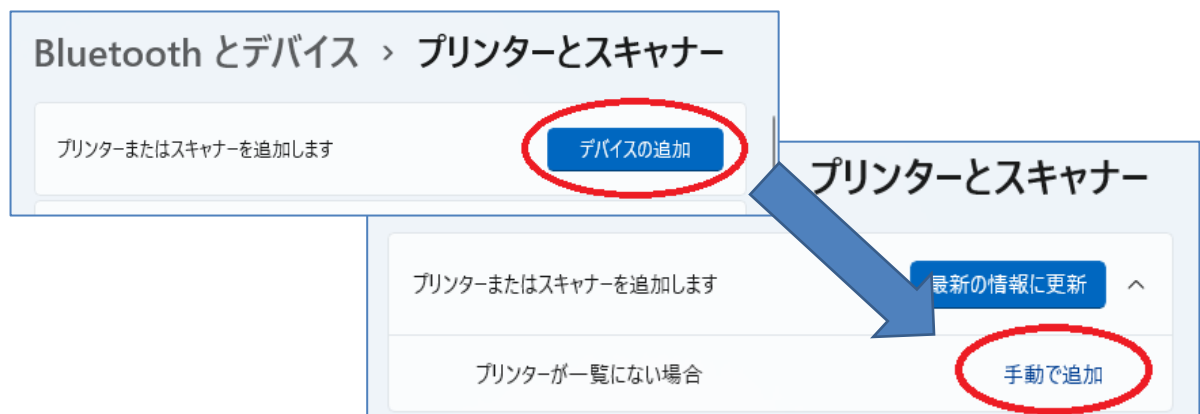 Bluetooth とデバイス › プリンターとスキャナー
プリンターまたはスキャナーを追加します
デバイスの追加
プリンターとスキャナー
プリンターまたはスキャナーを追加します
最新の情報に更新
プリンターが一覧にない場合
手動で追加